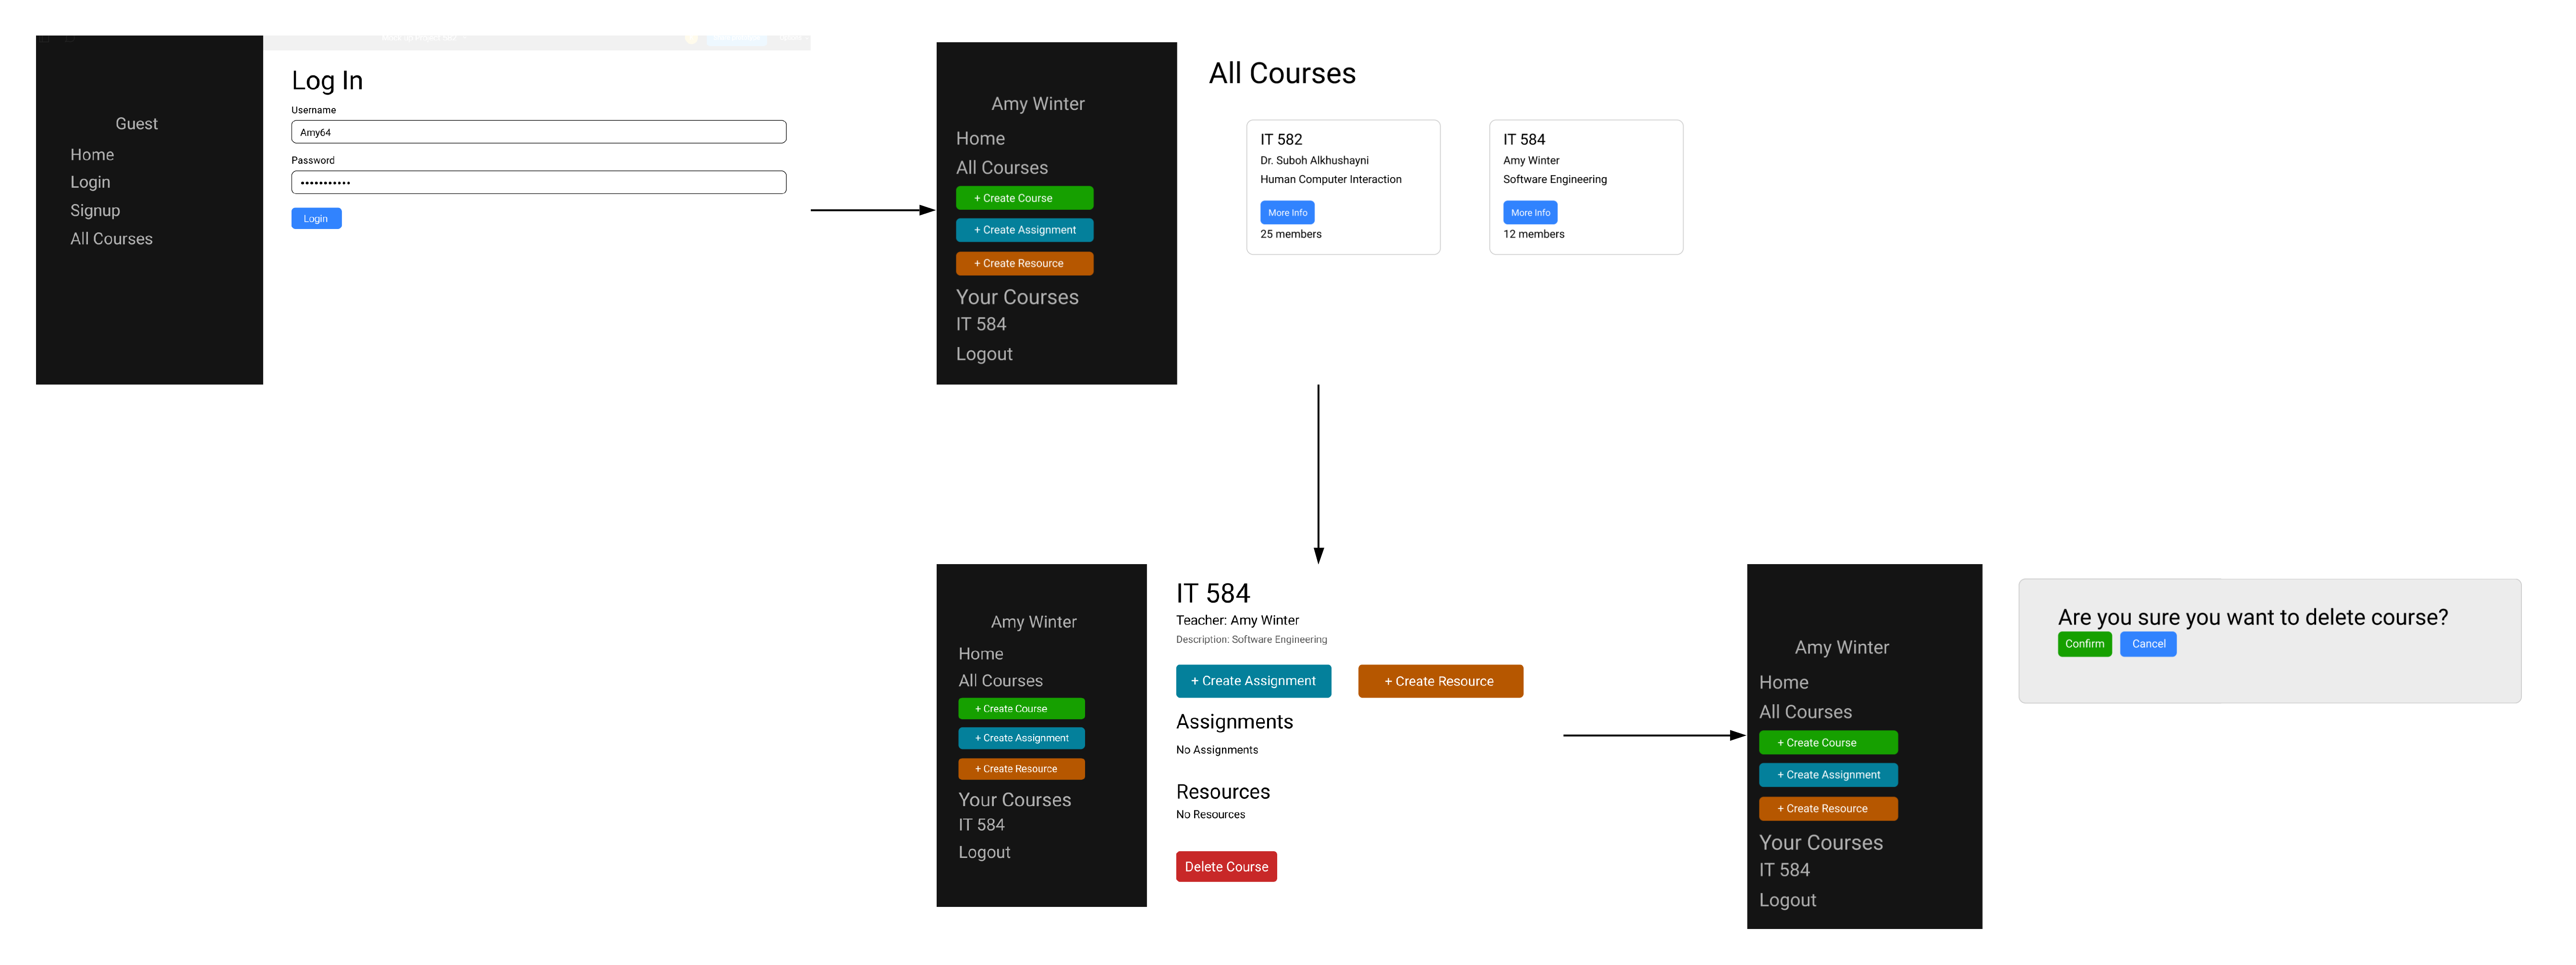 Guest
Home
Login
Signup
All Courses
Log In
Username
Amy64
Password
•••••••••••
Login
Amy Winter
Home
All Courses
+ Create Course
+ Create Assignment
+ Create Resource
Your Courses
IT 584
Logout
All Courses
IT 582
Dr. Suboh Alkhushayni
Human Computer Interaction
More Info
25 members
IT 584
Amy Winter
Software Engineering
More Info
12 members
Amy Winter
Home
All Courses
+ Create Course
+ Create Assignment
+ Create Resource
Your Courses
IT 584
Logout
IT 584
Teacher: Amy Winter
Description: Software Engineering
+ Create Assignment
+ Create Resource
Assignments
No Assignments
Resources
No Resources
Delete Course
Amy Winter
Home
All Courses
+ Create Course
+ Create Assignment
+ Create Resource
Your Courses
IT 584
Logout
Are you sure you want to delete course?
Confirm
Cancel